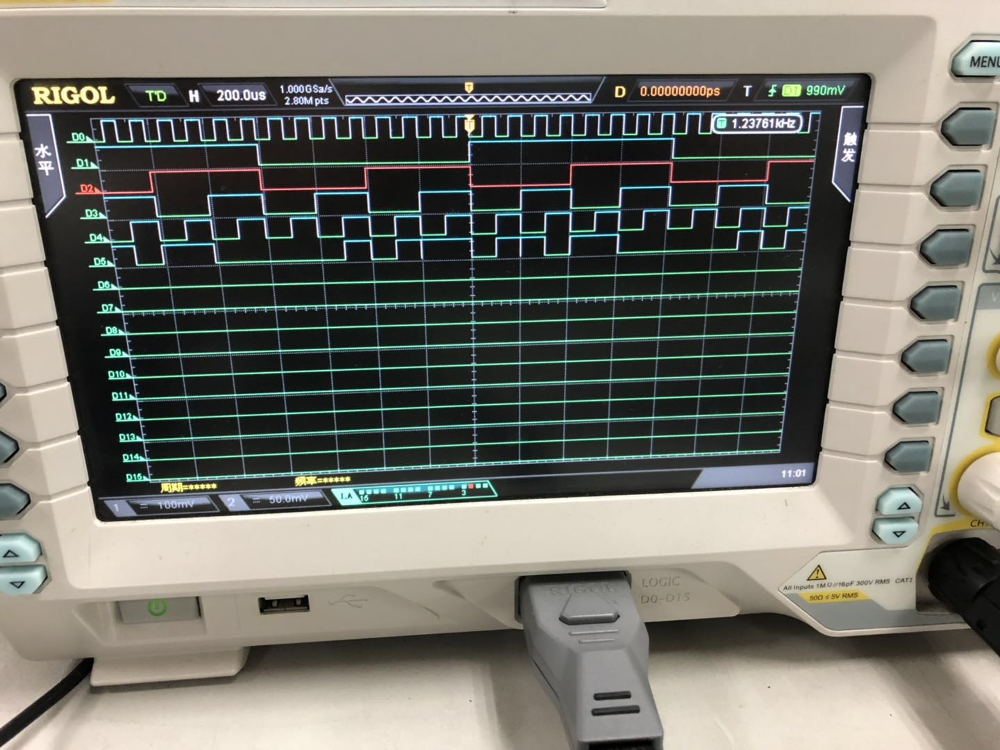 RIGOL T'D H 200.0us 1.000GSa/s 2.80M pts T D 0.00000000ps T D1 990mV
MENU
水平
触发
T 1.23761kHz
D0
D1
D2
D3
D4
D5
D6
D7
D8
D9
D10
D11
D12
D13
D14
D15
周期=***** 频率=*****
11:01
1 100mV 2 50.0mV LA 15 11 7 3
LOGIC
D0-D15
RIGOL
All Inputs 1MΩ//16pF 300V RMS CAT I
50Ω ≤ 5V RMS